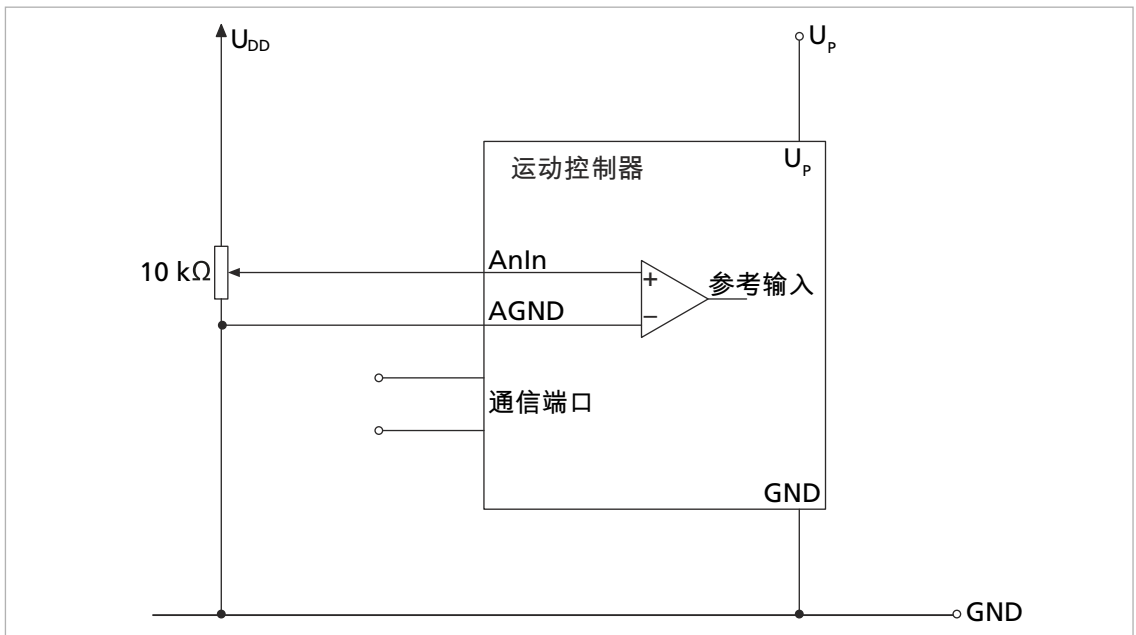 U_DD
U_P
运动控制器
U_P
10 kΩ
AnIn
+
参考输入
−
AGND
通信端口
GND
GND